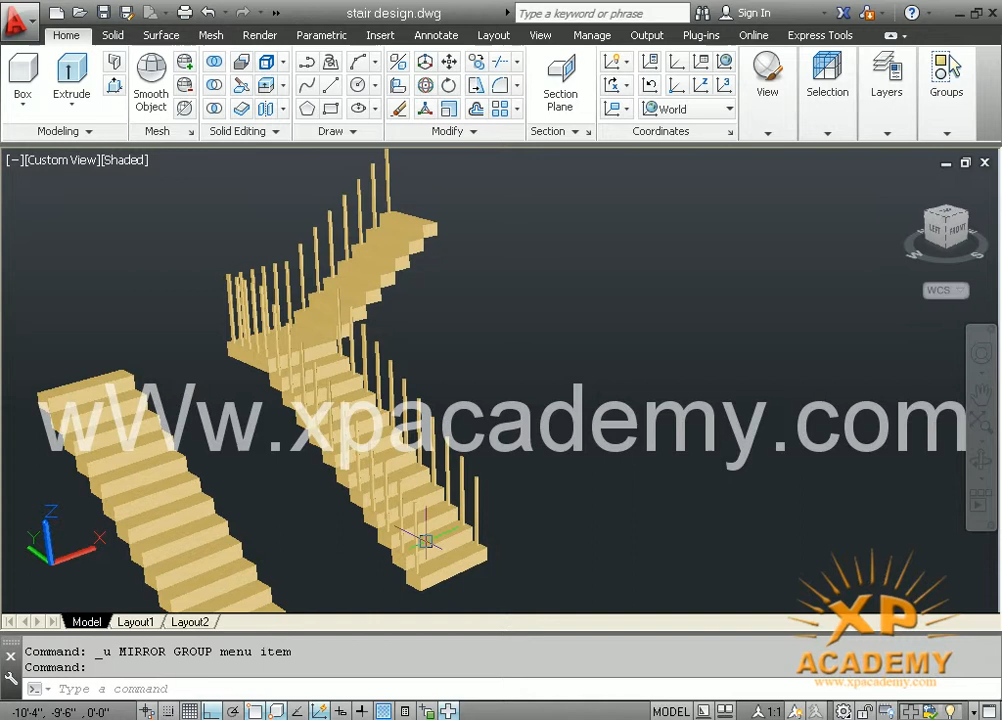 stair design.dwg
Type a keyword or phrase
Sign In
Home Solid Surface Mesh Render Parametric Insert Annotate Layout View Manage Output Plug-ins Online Express Tools
Box
Extrude
Smooth Object
Section Plane
World
View
Selection
Layers
Groups
Modeling
Mesh
Solid Editing
Draw
Modify
Section
Coordinates
[−][Custom View][Shaded]
LEFT FRONT
W S
WCS
wWw.xpacademy.com
Z
Y X
XP
ACADEMY
www.xpacademy.com
Model Layout1 Layout2
Command: _u MIRROR GROUP menu item
Command:
Type a command
-10'-4", -9'-6", 0'-0"
MODEL
1:1